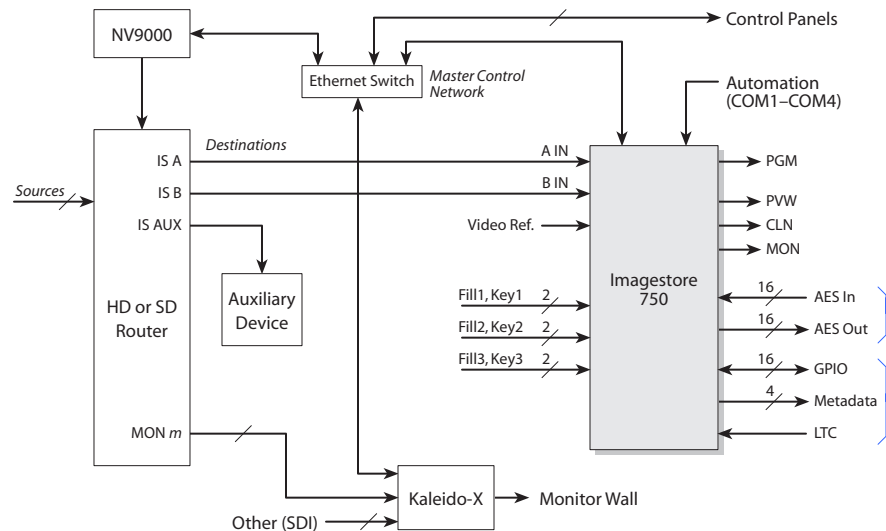 Control Panels
NV9000
Ethernet Switch
Master Control
Network
Automation
(COM1–COM4)
Destinations
IS A
A IN
PGM
Sources
IS B
B IN
PVW
IS AUX
Video Ref.
CLN
MON
Imagestore
750
HD or SD
Router
Auxiliary
Device
Fill1, Key1 2
16 AES In
Fill2, Key2 2
16 AES Out
Fill3, Key3 2
16 GPIO
4 Metadata
MON m
LTC
Kaleido-X
Monitor Wall
Other (SDI)